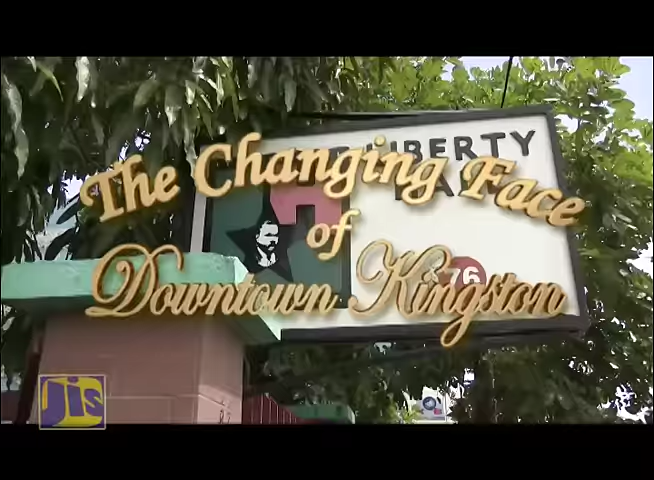 The Changing Face
of
Downtown Kingston
LIBERTY
76
jis